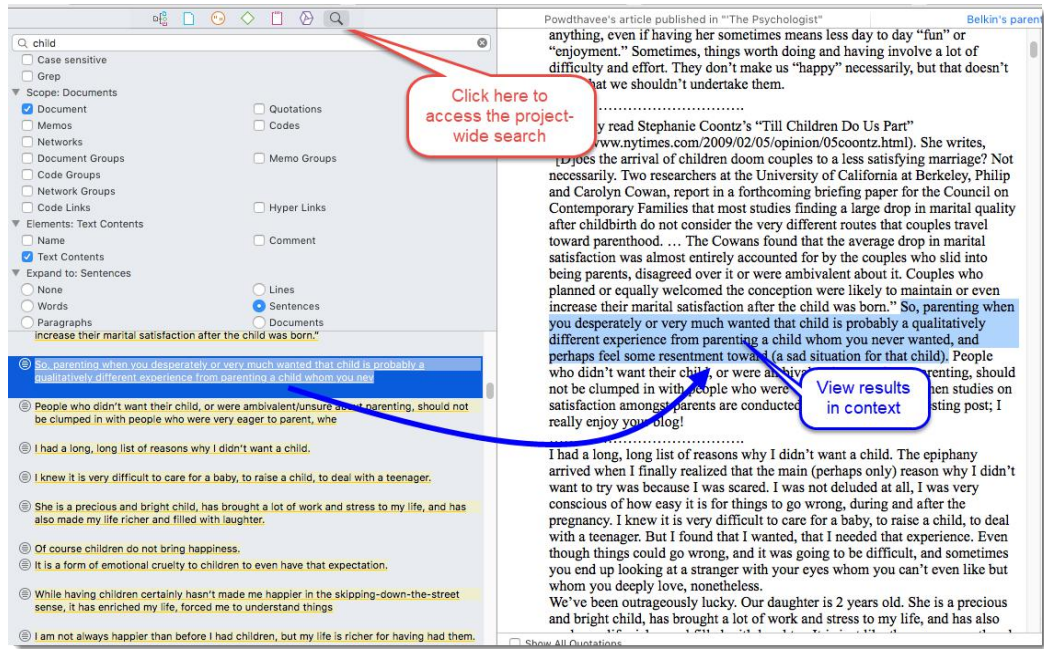 child
Case sensitive
Grep
Scope: Documents
Document
Quotations
Memos
Codes
Networks
Document Groups
Memo Groups
Code Groups
Network Groups
Code Links
Hyper Links
Elements: Text Contents
Name
Comment
Text Contents
Expand to: Sentences
None
Lines
Words
Sentences
Paragraphs
Documents
increase their marital satisfaction after the child was born."
So, parenting when you desperately or very much wanted that child is probably a
qualitatively different experience from parenting a child whom you nev
People who didn't want their child, or were ambivalent/unsure about parenting, should not
be clumped in with people who were very eager to parent, whe
I had a long, long list of reasons why I didn't want a child.
I knew it is very difficult to care for a baby, to raise a child, to deal with a teenager.
She is a precious and bright child, has brought a lot of work and stress to my life, and has
also made my life richer and filled with laughter.
Of course children do not bring happiness.
It is a form of emotional cruelty to children to even have that expectation.
While having children certainly hasn't made me happier in the skipping-down-the-street
sense, it has enriched my life, forced me to understand things
I am not always happier than before I had children, but my life is richer for having had them.
Click here to
access the project-
wide search
Powdthavee's article published in "'The Psychologist"
Belkin's parent
anything, even if having her sometimes means less day to day “fun” or
“enjoyment.” Sometimes, things worth doing and having involve a lot of
difficulty and effort. They don’t make us “happy” necessarily, but that doesn’t
hat we shouldn’t undertake them.
..............................
y read Stephanie Coontz’s “Till Children Do Us Part”
ww.nytimes.com/2009/02/05/opinion/05coontz.html). She writes,
“[D]oes the arrival of children doom couples to a less satisfying marriage? Not
necessarily. Two researchers at the University of California at Berkeley, Philip
and Carolyn Cowan, report in a forthcoming briefing paper for the Council on
Contemporary Families that most studies finding a large drop in marital quality
after childbirth do not consider the very different routes that couples travel
toward parenthood. … The Cowans found that the average drop in marital
satisfaction was almost entirely accounted for by the couples who slid into
being parents, disagreed over it or were ambivalent about it. Couples who
planned or equally welcomed the conception were likely to maintain or even
increase their marital satisfaction after the child was born.” So, parenting when
you desperately or very much wanted that child is probably a qualitatively
different experience from parenting a child whom you never wanted, and
perhaps feel some resentment toward (a sad situation for that child). People
who didn’t want their child, or were ambival renting, should
not be clumped in with people who were hen studies on
satisfaction amongst parents are conducted esting post; I
really enjoy your blog!
View results
in context
..............................
I had a long, long list of reasons why I didn’t want a child. The epiphany
arrived when I finally realized that the main (perhaps only) reason why I didn’t
want to try was because I was scared. I was not deluded at all, I was very
conscious of how easy it is for things to go wrong, during and after the
pregnancy. I knew it is very difficult to care for a baby, to raise a child, to deal
with a teenager. But I found that I wanted, that I needed that experience. Even
though things could go wrong, and it was going to be difficult, and sometimes
you end up looking at a stranger with your eyes whom you can’t even like but
whom you deeply love, nonetheless.
We’ve been outrageously lucky. Our daughter is 2 years old. She is a precious
and bright child, has brought a lot of work and stress to my life, and has also
Show All Quotations